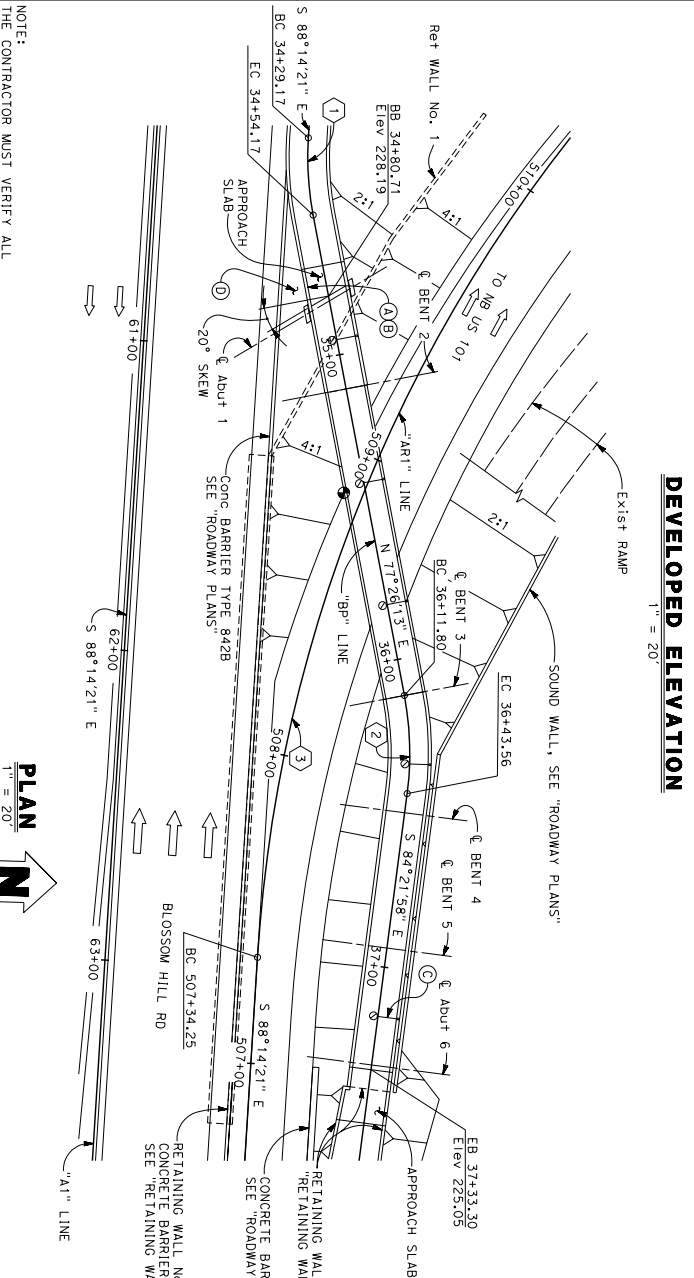 DEVELOPED ELEVATION
1" = 20'
Ret WALL No. 1
510+00
TO NB US 101
Exist RAMP
S 88°14'21" E
BC 34+29.17
EC 34+54.17
1
BB 34+80.71
Elev 228.19
2:1
4:1
℄ BENT 2
"AR1" LINE
2:1
SOUND WALL, SEE "ROADWAY PLANS"
APPROACH
SLAB
D
A
B
35+00
509+00
N 77°26'13" E
36+00
BC 36+11.80
℄ BENT 3
EC 36+43.56
℄ BENT 4
℄ BENT 5
℄ Abut 6
℄ Abut 1
20° SKEW
4:1
"BP" LINE
2
S 84°21'58" E
37+00
C
EB 37+33.30
Elev 225.05
Conc BARRIER TYPE 842B
SEE "ROADWAY PLANS"
3
508+00
BC 507+34.25
S 88°14'21" E
507+00
APPROACH SLAB
RETAINING WAL
"RETAINING WAL
CONCRETE BAR
SEE "ROADWAY
RETAINING WALL No
CONCRETE BARRIER
SEE "RETAINING WA
BLOSSOM HILL RD
61+00
62+00
S 88°14'21" E
63+00
"A1" LINE
PLAN
1" = 20'
N
NOTE:
THE CONTRACTOR MUST VERIFY ALL